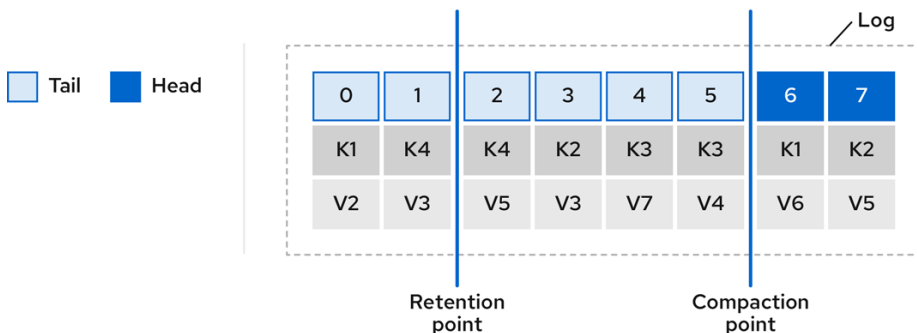 Log
Tail Head
0 1 2 3 4 5 6 7
K1 K4 K4 K2 K3 K3 K1 K2
V2 V3 V5 V3 V7 V4 V6 V5
Retention
point
Compaction
point